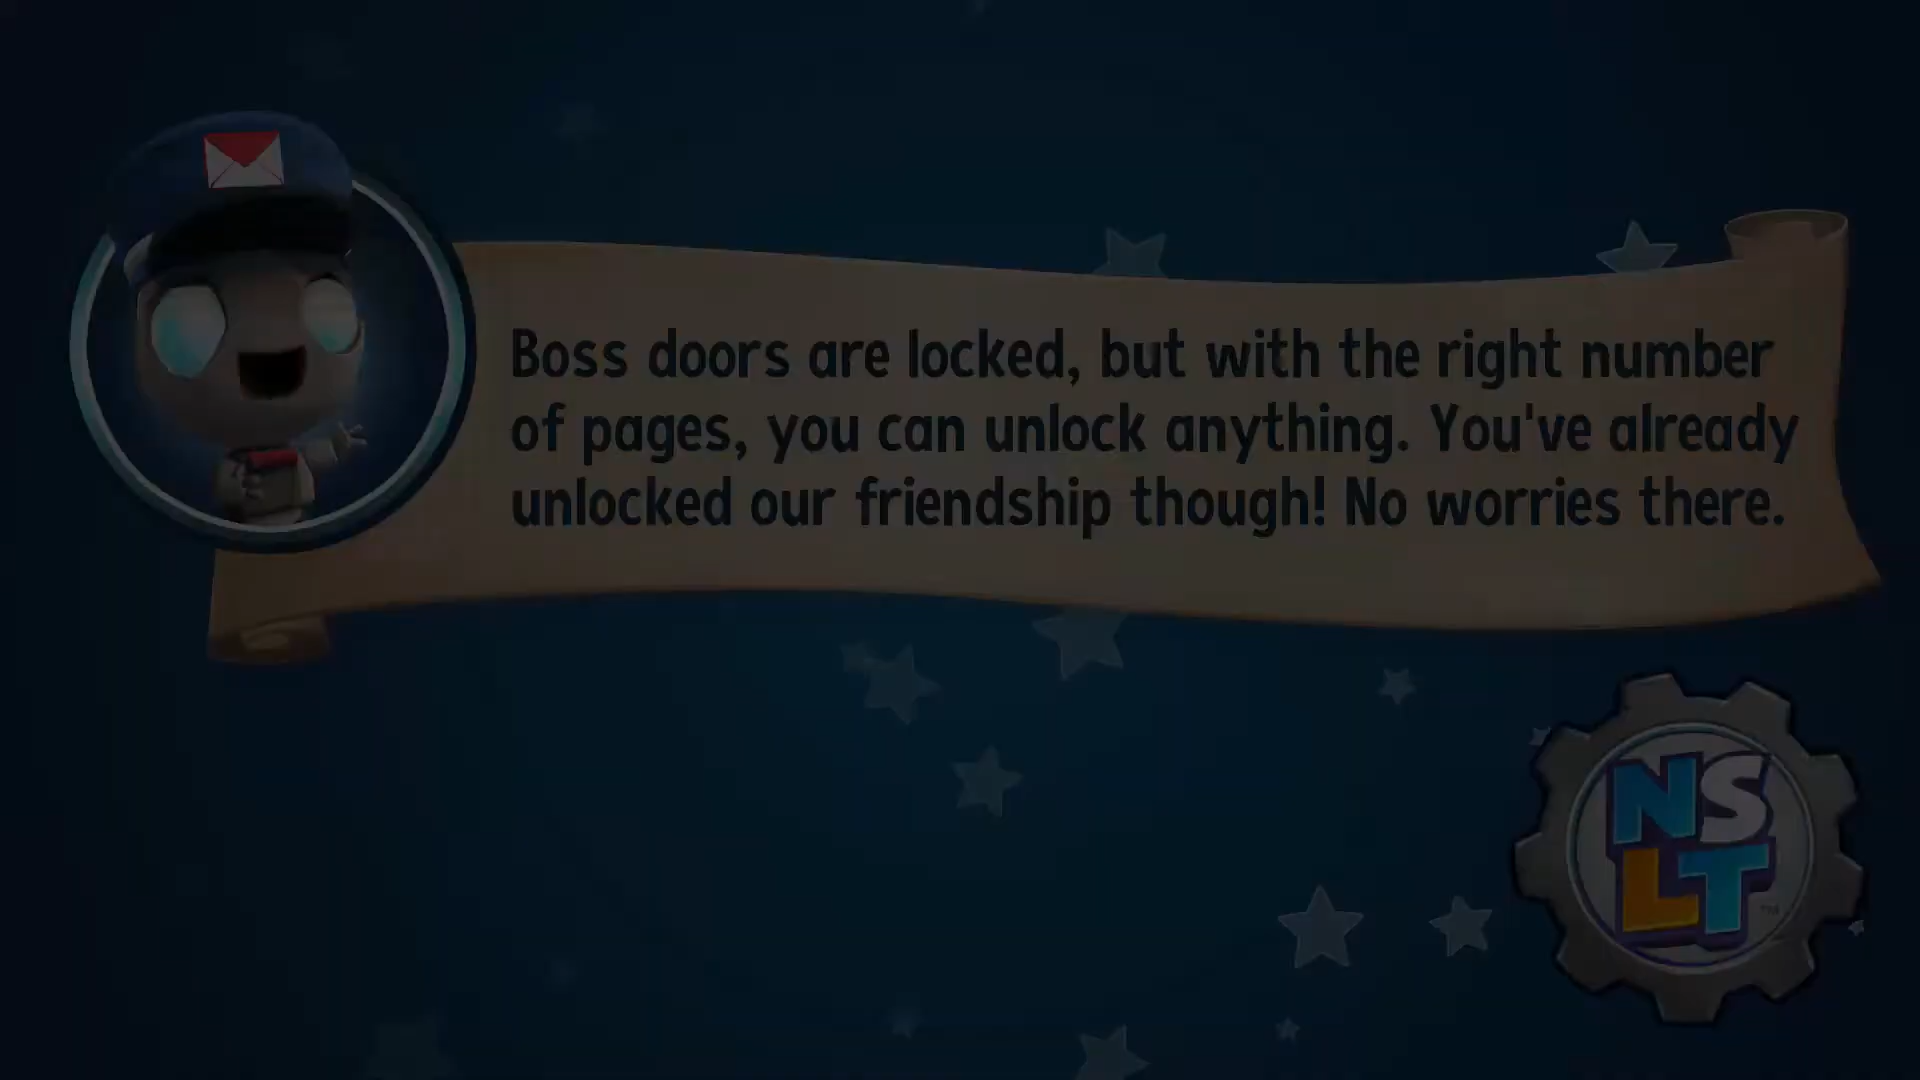 Boss doors are locked, but with the right number
of pages, you can unlock anything. You've already
unlocked our friendship though! No worries there.
NS
LT
™